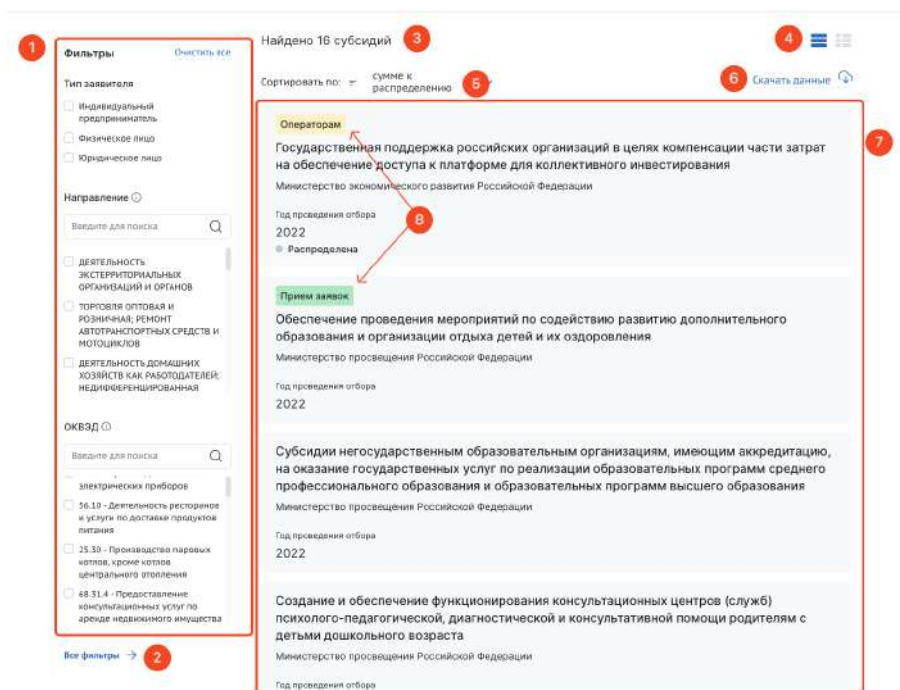 1
Фильтры
Очистить все
Тип заявителя
Индивидуальный
предприниматель
Физическое лицо
Юридическое лицо
Направление
Введите для поиска
ДЕЯТЕЛЬНОСТЬ
ЭКСТЕРРИТОРИАЛЬНЫХ
ОРГАНИЗАЦИЙ И ОРГАНОВ
ТОРГОВЛЯ ОПТОВАЯ И
РОЗНИЧНАЯ; РЕМОНТ
АВТОТРАНСПОРТНЫХ СРЕДСТВ И
МОТОЦИКЛОВ
ДЕЯТЕЛЬНОСТЬ ДОМАШНИХ
ХОЗЯЙСТВ КАК РАБОТОДАТЕЛЕЙ;
НЕДИФФЕРЕНЦИРОВАННАЯ
ОКВЭД
Введите для поиска
электрических приборов
56.10 - Деятельность ресторанов
и услуги по доставке продуктов
питания
25.30 - Производство паровых
котлов, кроме котлов
центрального отопления
68.31.4 - Предоставление
консультационных услуг по
аренде недвижимого имущества
Все фильтры
2
Найдено 16 субсидий
3
4
Сортировать по:
сумме к
распределению
5
6
Скачать данные
7
Операторам
Государственная поддержка российских организаций в целях компенсации части затрат
на обеспечение доступа к платформе для коллективного инвестирования
Министерство экономического развития Российской Федерации
Год проведения отбора
8
2022
Распределена
Прием заявок
Обеспечение проведения мероприятий по содействию развитию дополнительного
образования и организации отдыха детей и их оздоровления
Министерство просвещения Российской Федерации
Год проведения отбора
2022
Субсидии негосударственным образовательным организациям, имеющим аккредитацию,
на оказание государственных услуг по реализации образовательных программ среднего
профессионального образования и образовательных программ высшего образования
Министерство просвещения Российской Федерации
Год проведения отбора
2022
Создание и обеспечение функционирования консультационных центров (служб)
психолого-педагогической, диагностической и консультативной помощи родителям с
детьми дошкольного возраста
Министерство просвещения Российской Федерации
Год проведения отбора